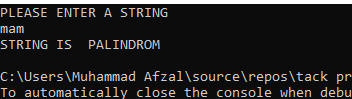 PLEASE ENTER A STRING
mam
STRING IS  PALINDROM
C:\Users\Muhammad Afzal\source\repos\tack pr
To automatically close the console when debu